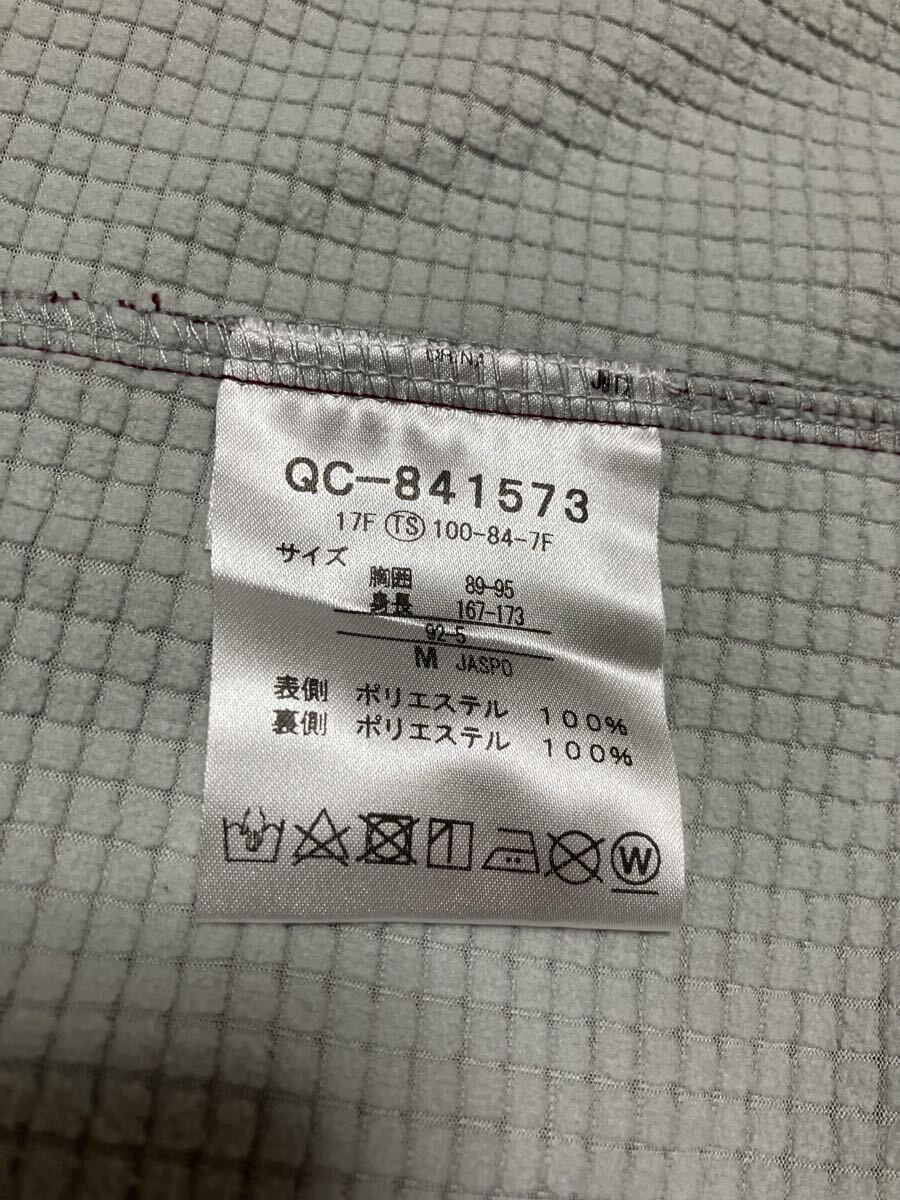 QC-841573
17F TS 100-84-7F
サイズ
胸囲 89-95
身長 167-173
92-5
M JASPO
表側 ポリエステル 100%
裏側 ポリエステル 100%
W